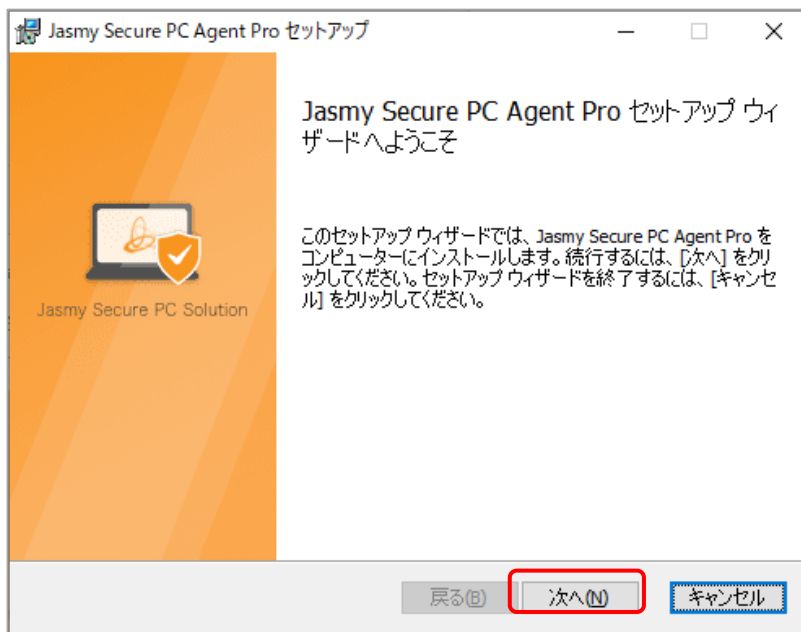 Jasmy Secure PC Agent Pro セットアップ
Jasmy Secure PC Agent Pro セットアップ ウィ
ザードへようこそ
このセットアップ ウィザードでは、Jasmy Secure PC Agent Pro を
コンピューターにインストールします。続行するには、[次へ] をクリ
ックしてください。セットアップ ウィザードを終了するには、[キャンセ
ル] をクリックしてください。
Jasmy Secure PC Solution
戻る(B)
次へ(N)
キャンセル